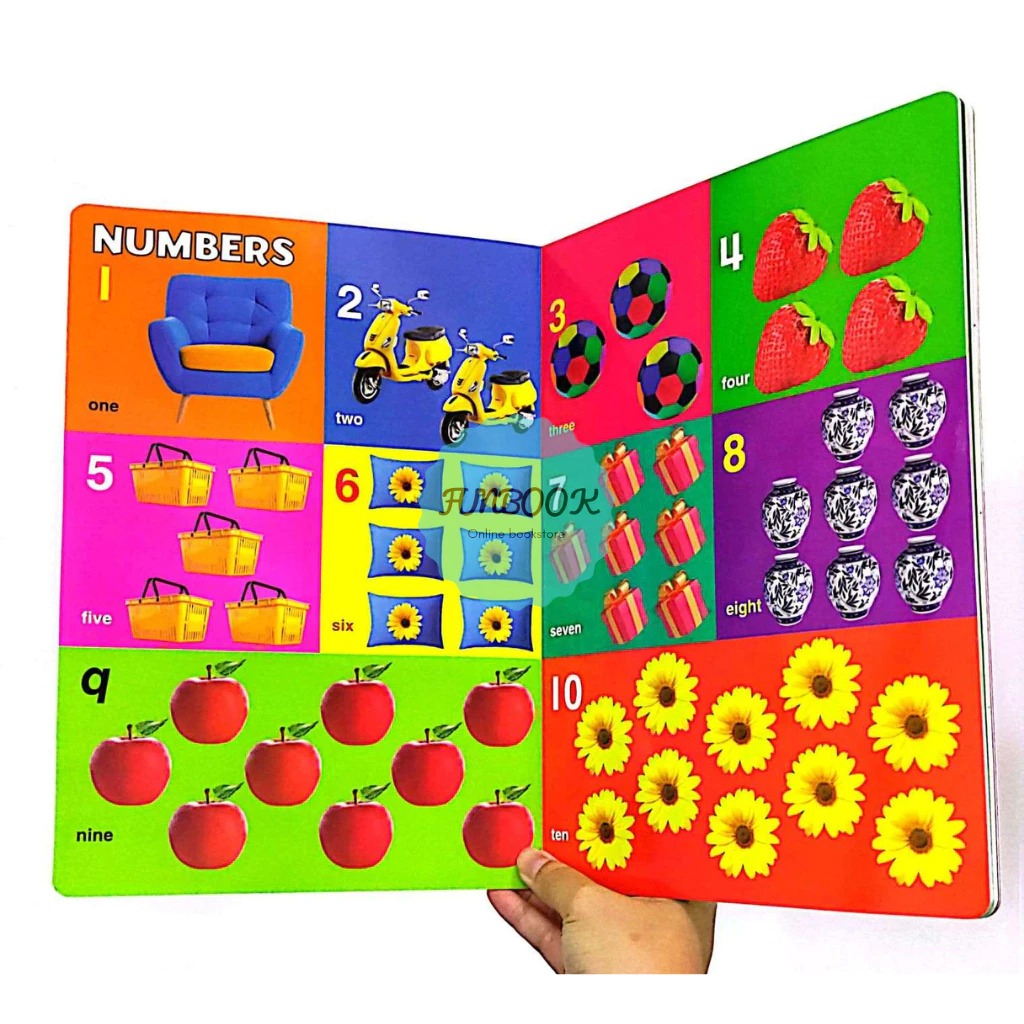 NUMBERS
1
one
2
two
3
three
4
four
5
five
6
six
7
seven
8
eight
9
nine
10
ten
FUNBOOK
Online bookstore